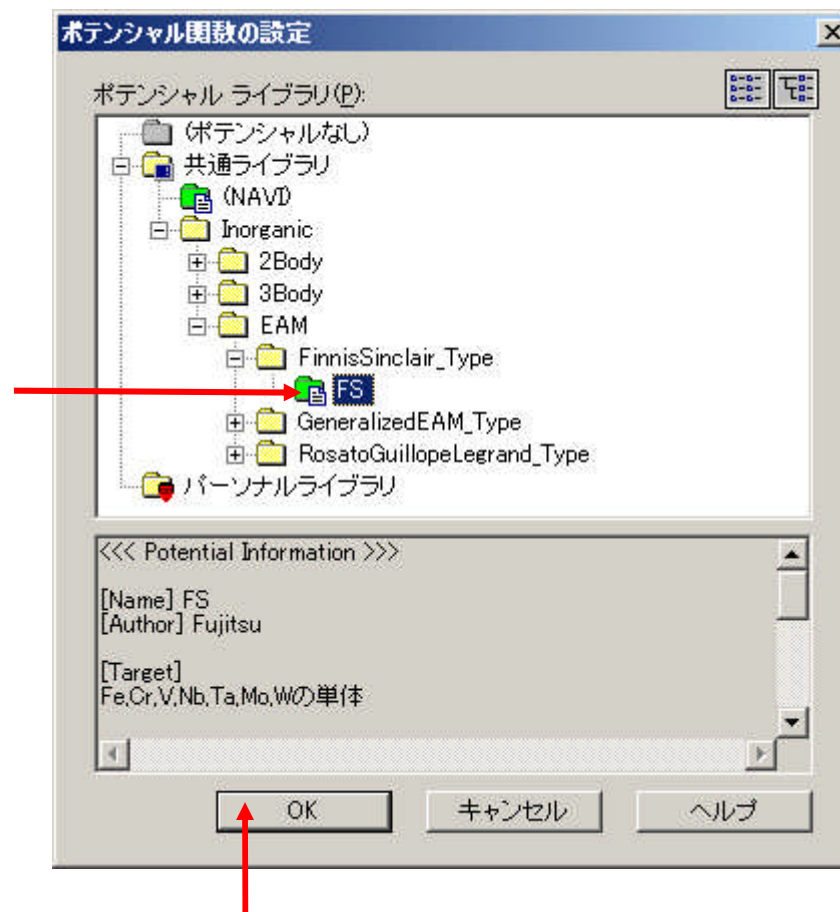 ポテンシャル関数の設定
ポテンシャル ライブラリ(P):
(ポテンシャルなし)
共通ライブラリ
(NAVI)
Inorganic
2Body
3Body
EAM
FinnisSinclair_Type
FS
GeneralizedEAM_Type
RosatoGuillopeLegrand_Type
パーソナルライブラリ
<<< Potential Information >>>
[Name] FS
[Author] Fujitsu
[Target]
Fe,Cr,V,Nb,Ta,Mo,Wの単体
OK キャンセル ヘルプ